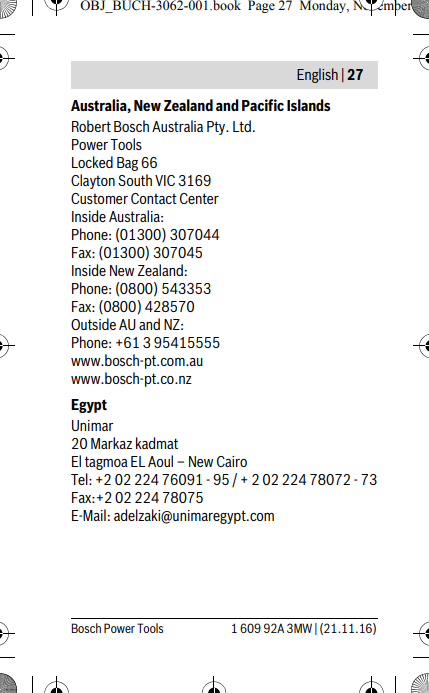 OBJ_BUCH-3062-001.book Page 27 Monday,
English | 27
Australia, New Zealand and Pacific Islands
Robert Bosch Australia Pty. Ltd.
Power Tools
Locked Bag 66
Clayton South VIC 3169
Customer Contact Center
Inside Australia:
Phone: (01300) 307044
Fax: (01300) 307045
Inside New Zealand:
Phone: (0800) 543353
Fax: (0800) 428570
Outside AU and NZ:
Phone: +61 3 95415555
www.bosch-pt.com.au
www.bosch-pt.co.nz
Egypt
Unimar
20 Markaz kadmat
El tagmoa EL Aoul – New Cairo
Tel: +2 02 224 76091 - 95 / + 2 02 224 78072 - 73
Fax:+2 02 224 78075
E-Mail: adelzaki@unimaregypt.com
Bosch Power Tools 1 609 92A 3MW | (21.11.16)